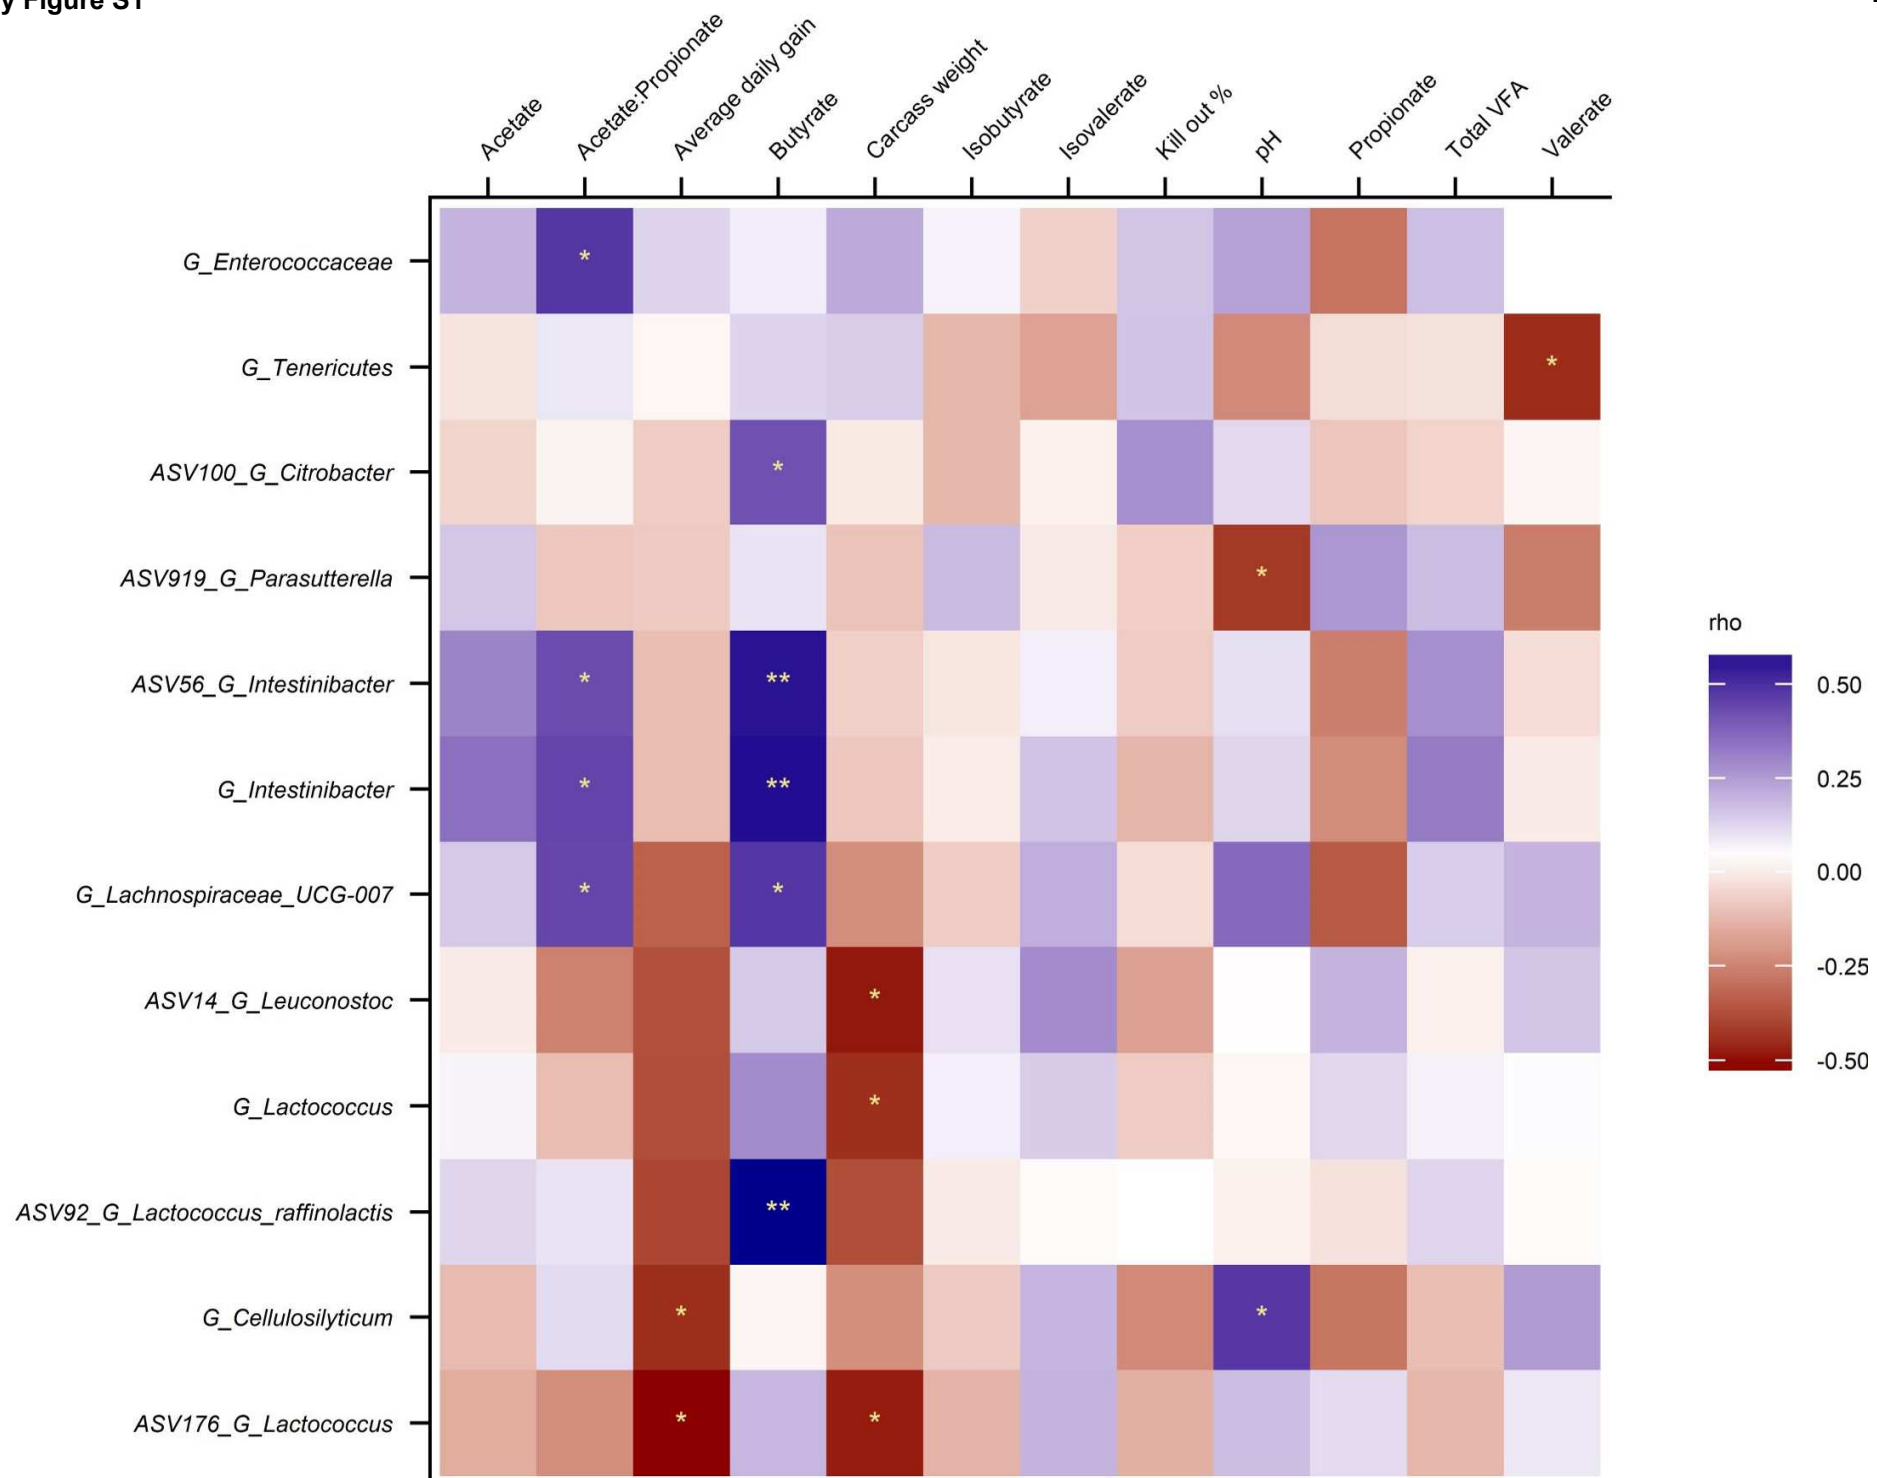 y Figure S1
Acetate
Acetate:Propionate
Average daily gain
Butyrate
Carcass weight
Isobutyrate
Isovalerate
Kill out %
pH
Propionate
Total VFA
Valerate
G_Enterococcaceae *
G_Tenericutes *
ASV100_G_Citrobacter *
ASV919_G_Parasutterella *
ASV56_G_Intestinibacter * **
G_Intestinibacter * **
G_Lachnospiraceae_UCG-007 * *
ASV14_G_Leuconostoc *
G_Lactococcus *
ASV92_G_Lactococcus_raffinolactis **
G_Cellulosilyticum * *
ASV176_G_Lactococcus * *
rho
0.50
0.25
0.00
-0.25
-0.50